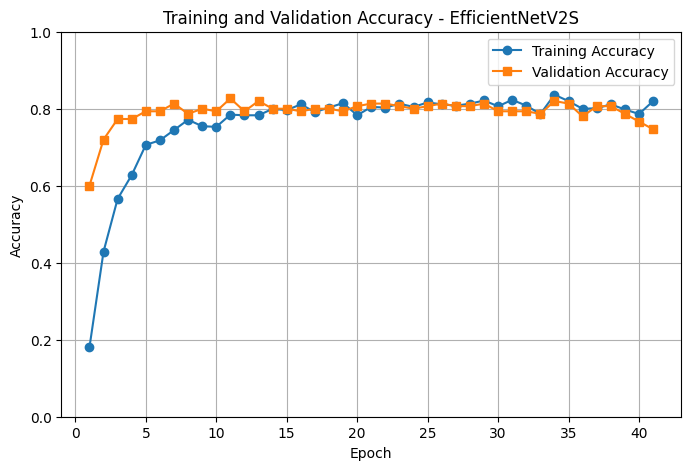 Training and Validation Accuracy - EfficientNetV2S
Training Accuracy
Validation Accuracy
1.0
0.8
0.6
0.4
0.2
0.0
Accuracy
0 5 10 15 20 25 30 35 40
Epoch